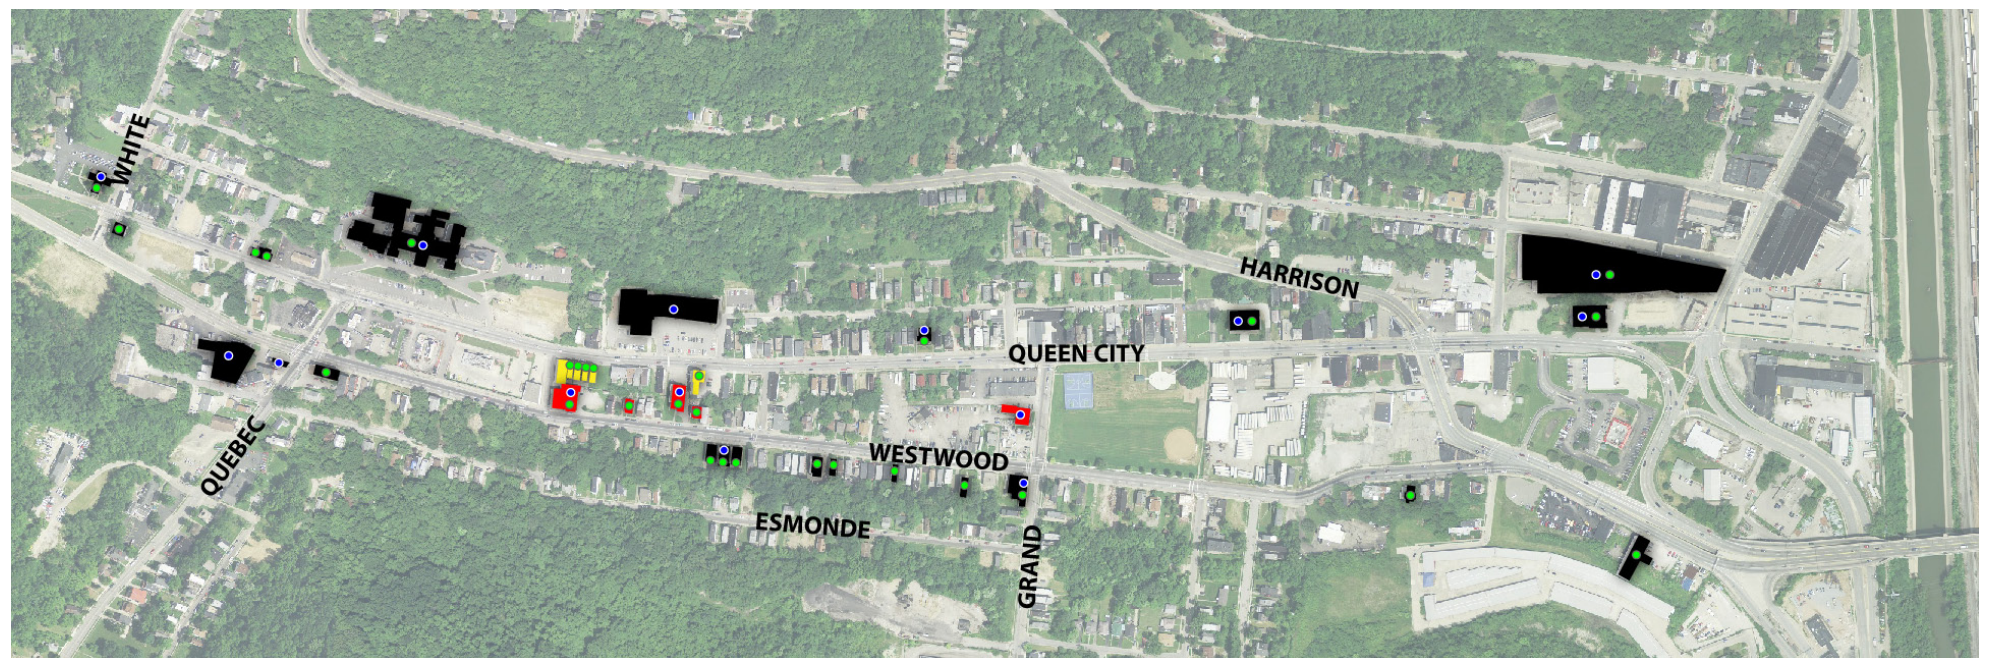 WHITE
HARRISON
QUEEN CITY
QUEBEC
WESTWOOD
ESMONDE
GRAND